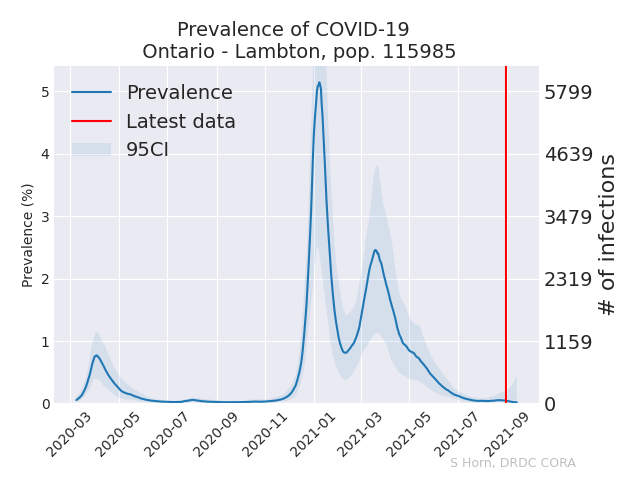 Prevalence of COVID-19
Ontario - Lambton, pop. 115985
Prevalence
Latest data
95CI
Prevalence (%)
5
4
3
2
1
0
5799
4639
3479
2319
1159
0
# of infections
2020-03
2020-05
2020-07
2020-09
2020-11
2021-01
2021-03
2021-05
2021-07
2021-09
S Horn, DRDC CORA